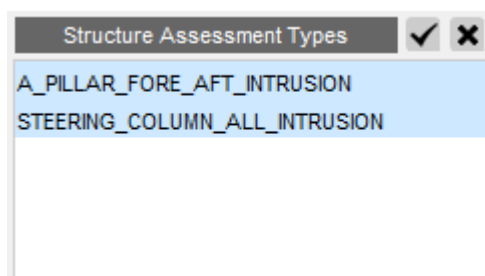 Structure Assessment Types
A_PILLAR_FORE_AFT_INTRUSION
STEERING_COLUMN_ALL_INTRUSION